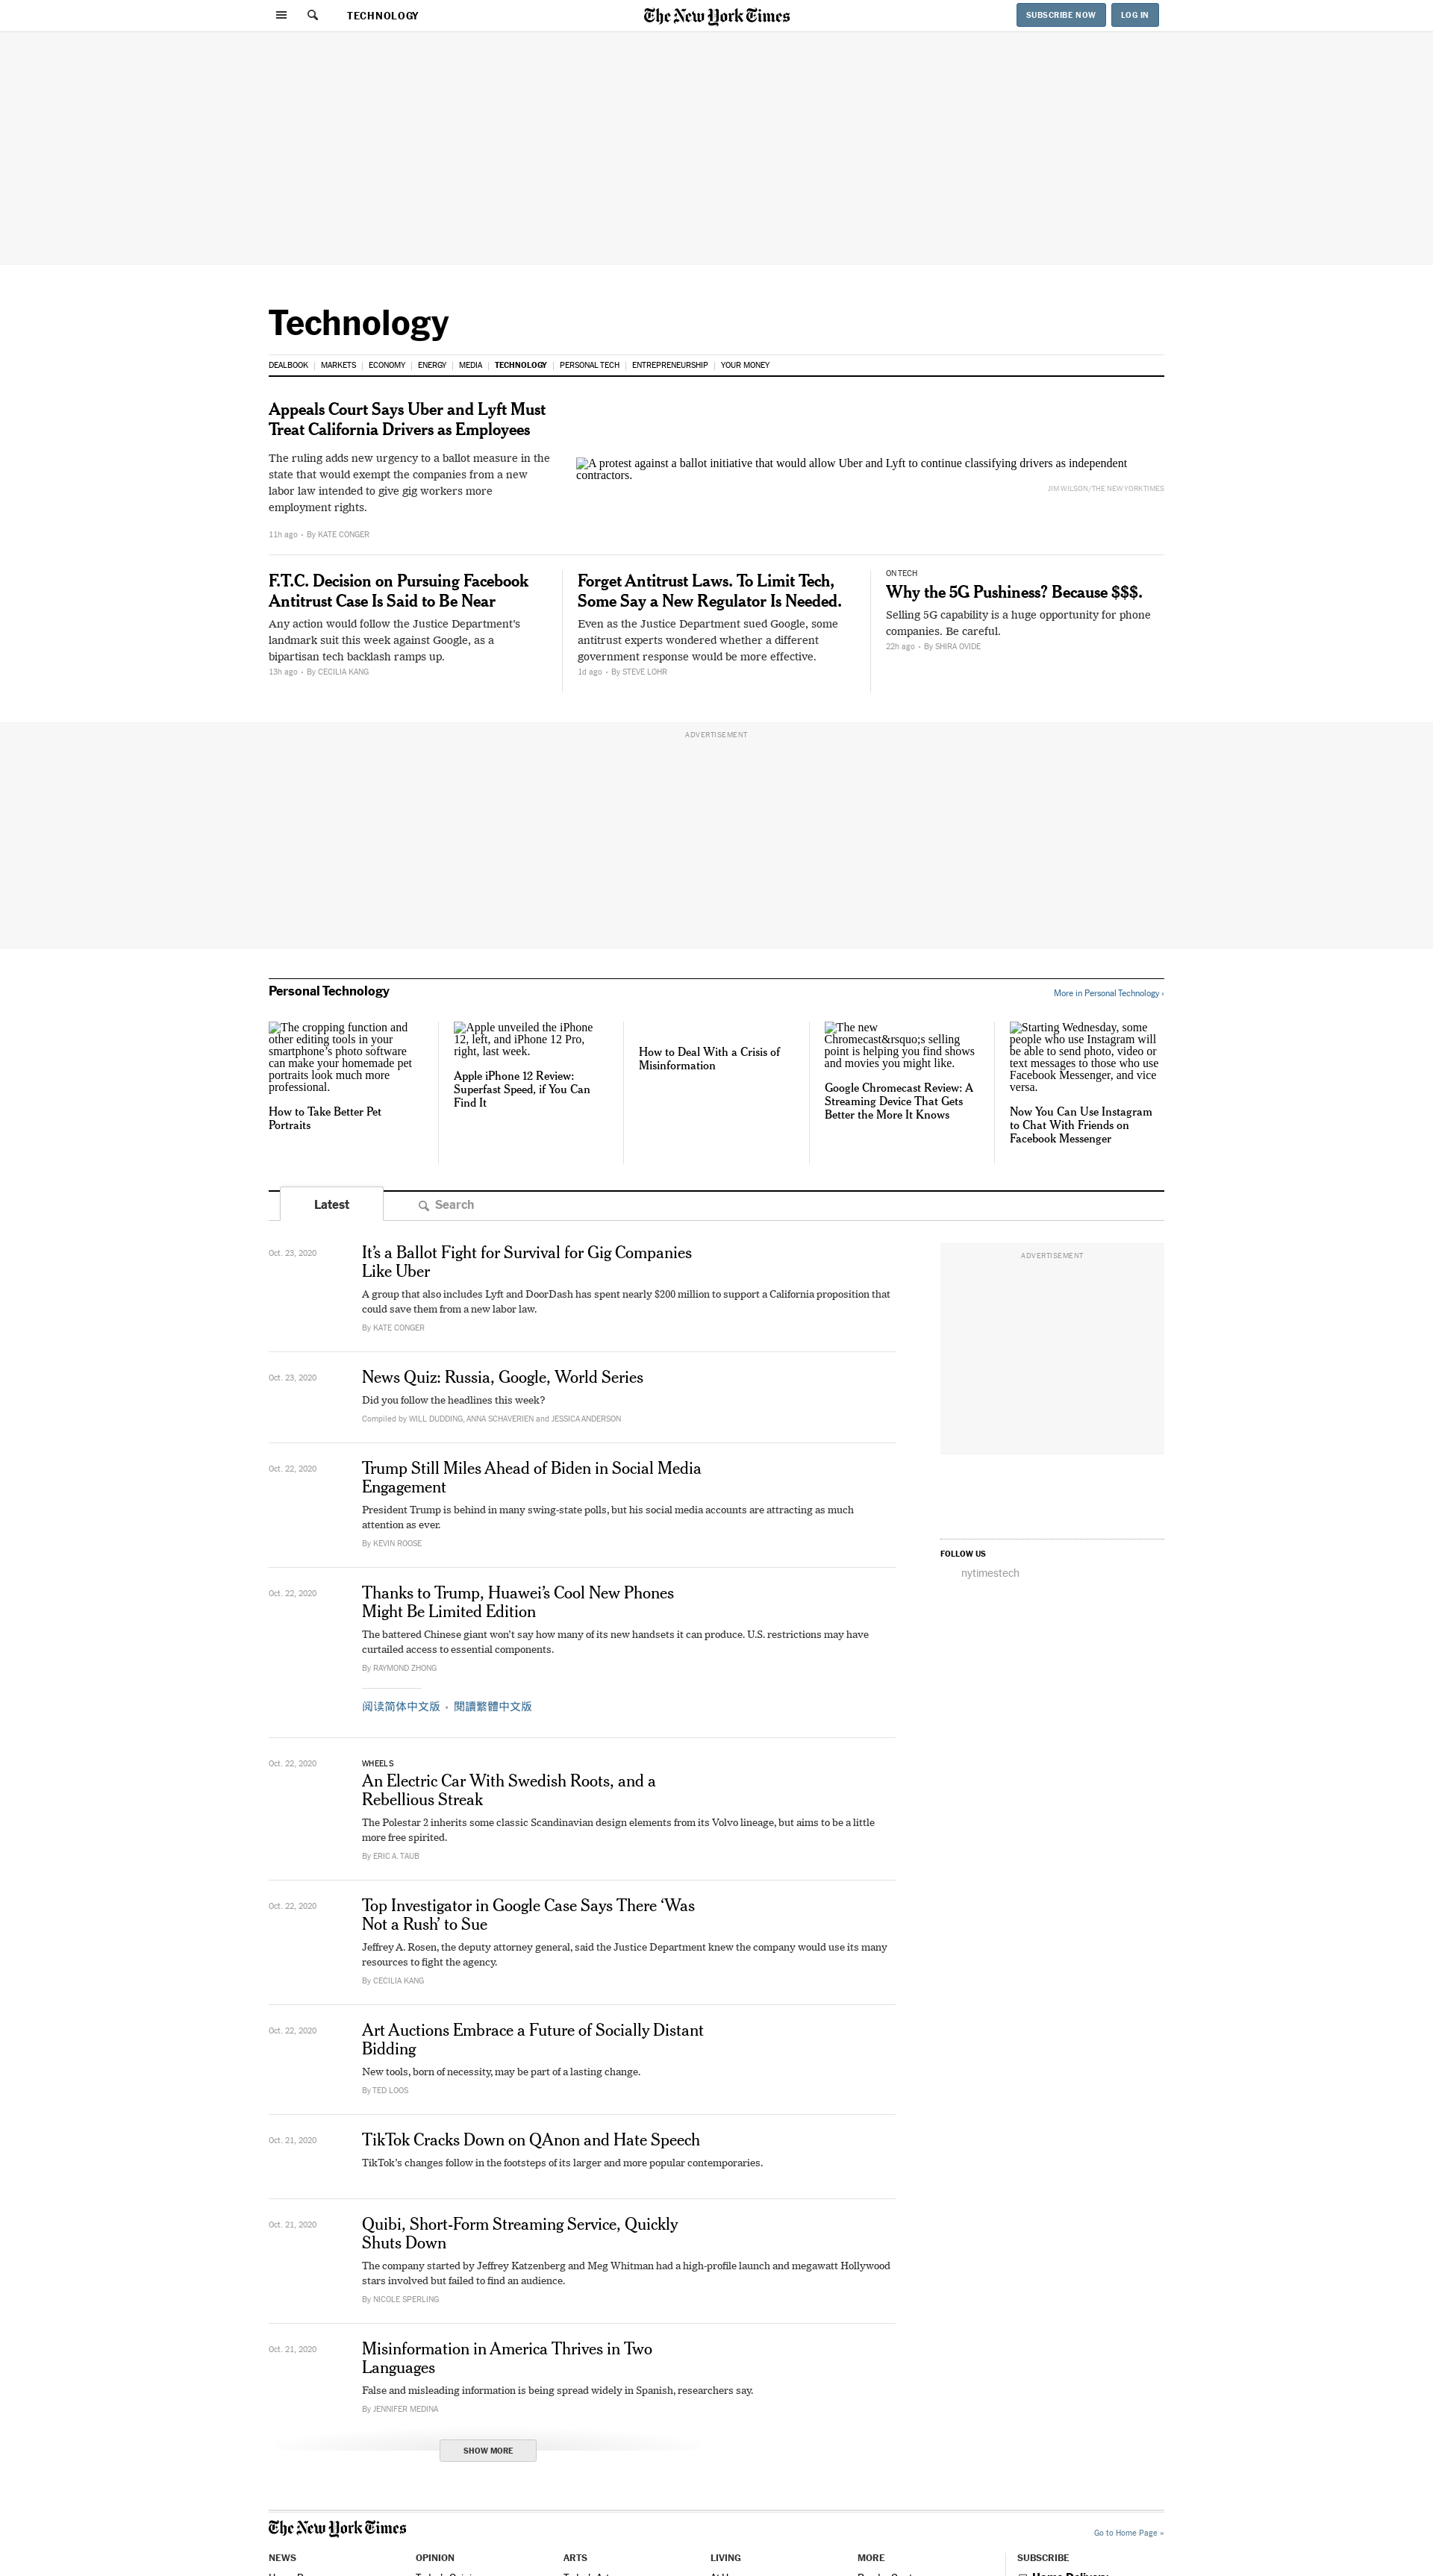 TECHNOLOGY
The New York Times
SUBSCRIBE NOW
LOG IN
Technology
DEALBOOK
MARKETS
ECONOMY
ENERGY
MEDIA
TECHNOLOGY
PERSONAL TECH
ENTREPRENEURSHIP
YOUR MONEY
Appeals Court Says Uber and Lyft Must
Treat California Drivers as Employees
The ruling adds new urgency to a ballot measure in the
state that would exempt the companies from a new
labor law intended to give gig workers more
employment rights.
11h ago • By KATE CONGER
A protest against a ballot initiative that would allow Uber and Lyft to continue classifying drivers as independent
contractors.
JIM WILSON/THE NEW YORK TIMES
F.T.C. Decision on Pursuing Facebook
Antitrust Case Is Said to Be Near
Any action would follow the Justice Department's
landmark suit this week against Google, as a
bipartisan tech backlash ramps up.
13h ago • By CECILIA KANG
Forget Antitrust Laws. To Limit Tech,
Some Say a New Regulator Is Needed.
Even as the Justice Department sued Google, some
antitrust experts wondered whether a different
government response would be more effective.
1d ago • By STEVE LOHR
ON TECH
Why the 5G Pushiness? Because $$$.
Selling 5G capability is a huge opportunity for phone
companies. Be careful.
22h ago • By SHIRA OVIDE
ADVERTISEMENT
Personal Technology
More in Personal Technology ›
The cropping function and
other editing tools in your
smartphone's photo software
can make your homemade pet
portraits look much more
professional.
How to Take Better Pet
Portraits
Apple unveiled the iPhone
12, left, and iPhone 12 Pro,
right, last week.
Apple iPhone 12 Review:
Superfast Speed, if You Can
Find It
How to Deal With a Crisis of
Misinformation
The new
Chromecast&rsquo;s selling
point is helping you find shows
and movies you might like.
Google Chromecast Review: A
Streaming Device That Gets
Better the More It Knows
Starting Wednesday, some
people who use Instagram will
be able to send photo, video or
text messages to those who use
Facebook Messenger, and vice
versa.
Now You Can Use Instagram
to Chat With Friends on
Facebook Messenger
Latest
Search
Oct. 23, 2020
It's a Ballot Fight for Survival for Gig Companies
Like Uber
A group that also includes Lyft and DoorDash has spent nearly $200 million to support a California proposition that
could save them from a new labor law.
By KATE CONGER
Oct. 23, 2020
News Quiz: Russia, Google, World Series
Did you follow the headlines this week?
Compiled by WILL DUDDING, ANNA SCHAVERIEN and JESSICA ANDERSON
Oct. 22, 2020
Trump Still Miles Ahead of Biden in Social Media
Engagement
President Trump is behind in many swing-state polls, but his social media accounts are attracting as much
attention as ever.
By KEVIN ROOSE
Oct. 22, 2020
Thanks to Trump, Huawei's Cool New Phones
Might Be Limited Edition
The battered Chinese giant won't say how many of its new handsets it can produce. U.S. restrictions may have
curtailed access to essential components.
By RAYMOND ZHONG
阅读简体中文版 • 閱讀繁體中文版
Oct. 22, 2020
WHEELS
An Electric Car With Swedish Roots, and a
Rebellious Streak
The Polestar 2 inherits some classic Scandinavian design elements from its Volvo lineage, but aims to be a little
more free spirited.
By ERIC A. TAUB
Oct. 22, 2020
Top Investigator in Google Case Says There 'Was
Not a Rush' to Sue
Jeffrey A. Rosen, the deputy attorney general, said the Justice Department knew the company would use its many
resources to fight the agency.
By CECILIA KANG
Oct. 22, 2020
Art Auctions Embrace a Future of Socially Distant
Bidding
New tools, born of necessity, may be part of a lasting change.
By TED LOOS
Oct. 21, 2020
TikTok Cracks Down on QAnon and Hate Speech
TikTok's changes follow in the footsteps of its larger and more popular contemporaries.
Oct. 21, 2020
Quibi, Short-Form Streaming Service, Quickly
Shuts Down
The company started by Jeffrey Katzenberg and Meg Whitman had a high-profile launch and megawatt Hollywood
stars involved but failed to find an audience.
By NICOLE SPERLING
Oct. 21, 2020
Misinformation in America Thrives in Two
Languages
False and misleading information is being spread widely in Spanish, researchers say.
By JENNIFER MEDINA
SHOW MORE
ADVERTISEMENT
FOLLOW US
nytimestech
The New York Times
Go to Home Page »
NEWS
OPINION
ARTS
LIVING
MORE
SUBSCRIBE